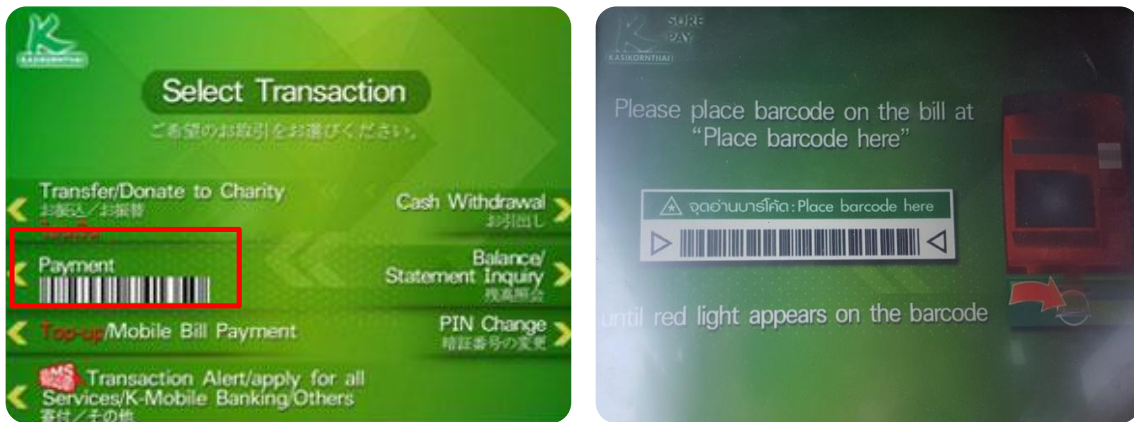 KASIKORNTHAI
Select Transaction
ご希望のお取引をお選びください。
Transfer/Donate to Charity
お振込/お振替
Cash Withdrawal
お引出し
Payment
Balance/
Statement Inquiry
残高照会
Top-up/Mobile Bill Payment
PIN Change
暗証番号の変更
SMS Transaction Alert/apply for all
Services/K-Mobile Banking/Others
寄付/その他
SURE
PAY
KASIKORNTHAI
Please place barcode on the bill at
"Place barcode here"
จุดอ่านบาร์โค้ด : Place barcode here
until red light appears on the barcode